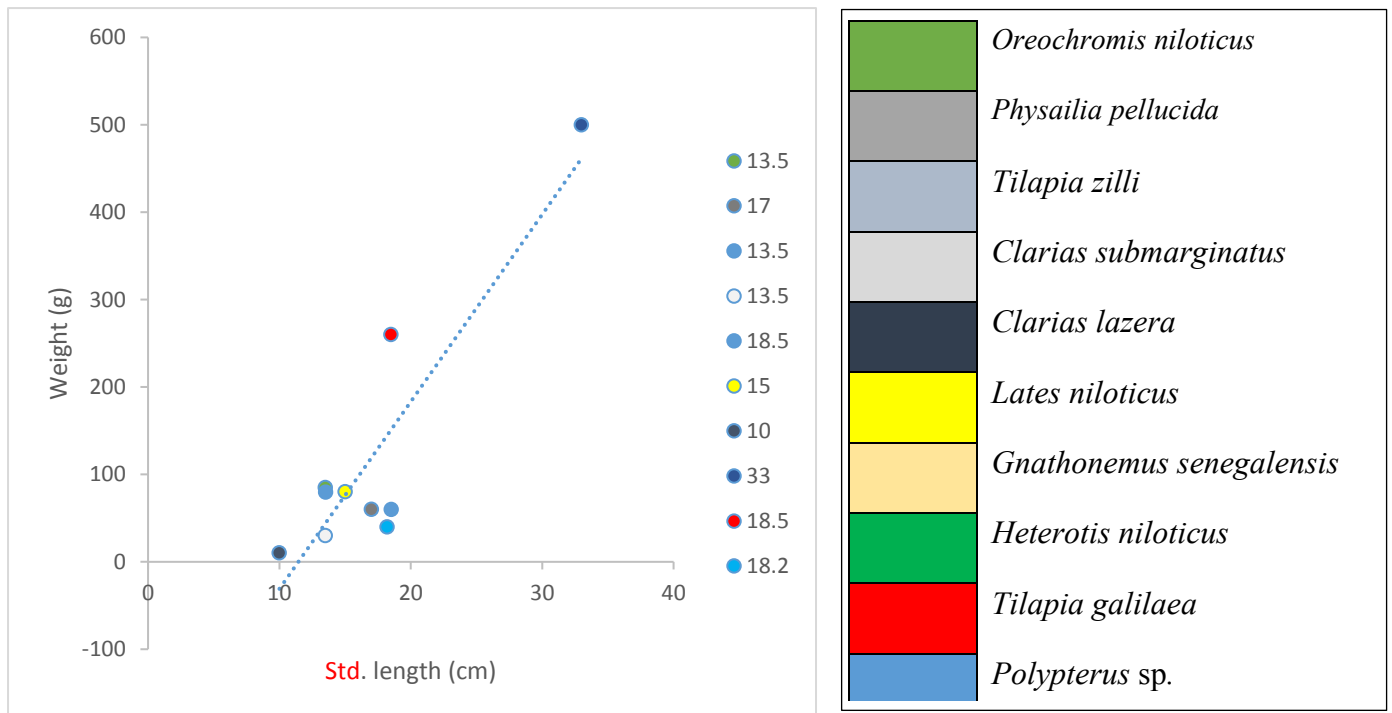 600
500
400
300
200
100
0
-100
0 10 20 30 40
Weight (g)
Std. length (cm)
13.5
17
13.5
13.5
18.5
15
10
33
18.5
18.2
Oreochromis niloticus
Physailia pellucida
Tilapia zilli
Clarias submarginatus
Clarias lazera
Lates niloticus
Gnathonemus senegalensis
Heterotis niloticus
Tilapia galilaea
Polypterus sp.